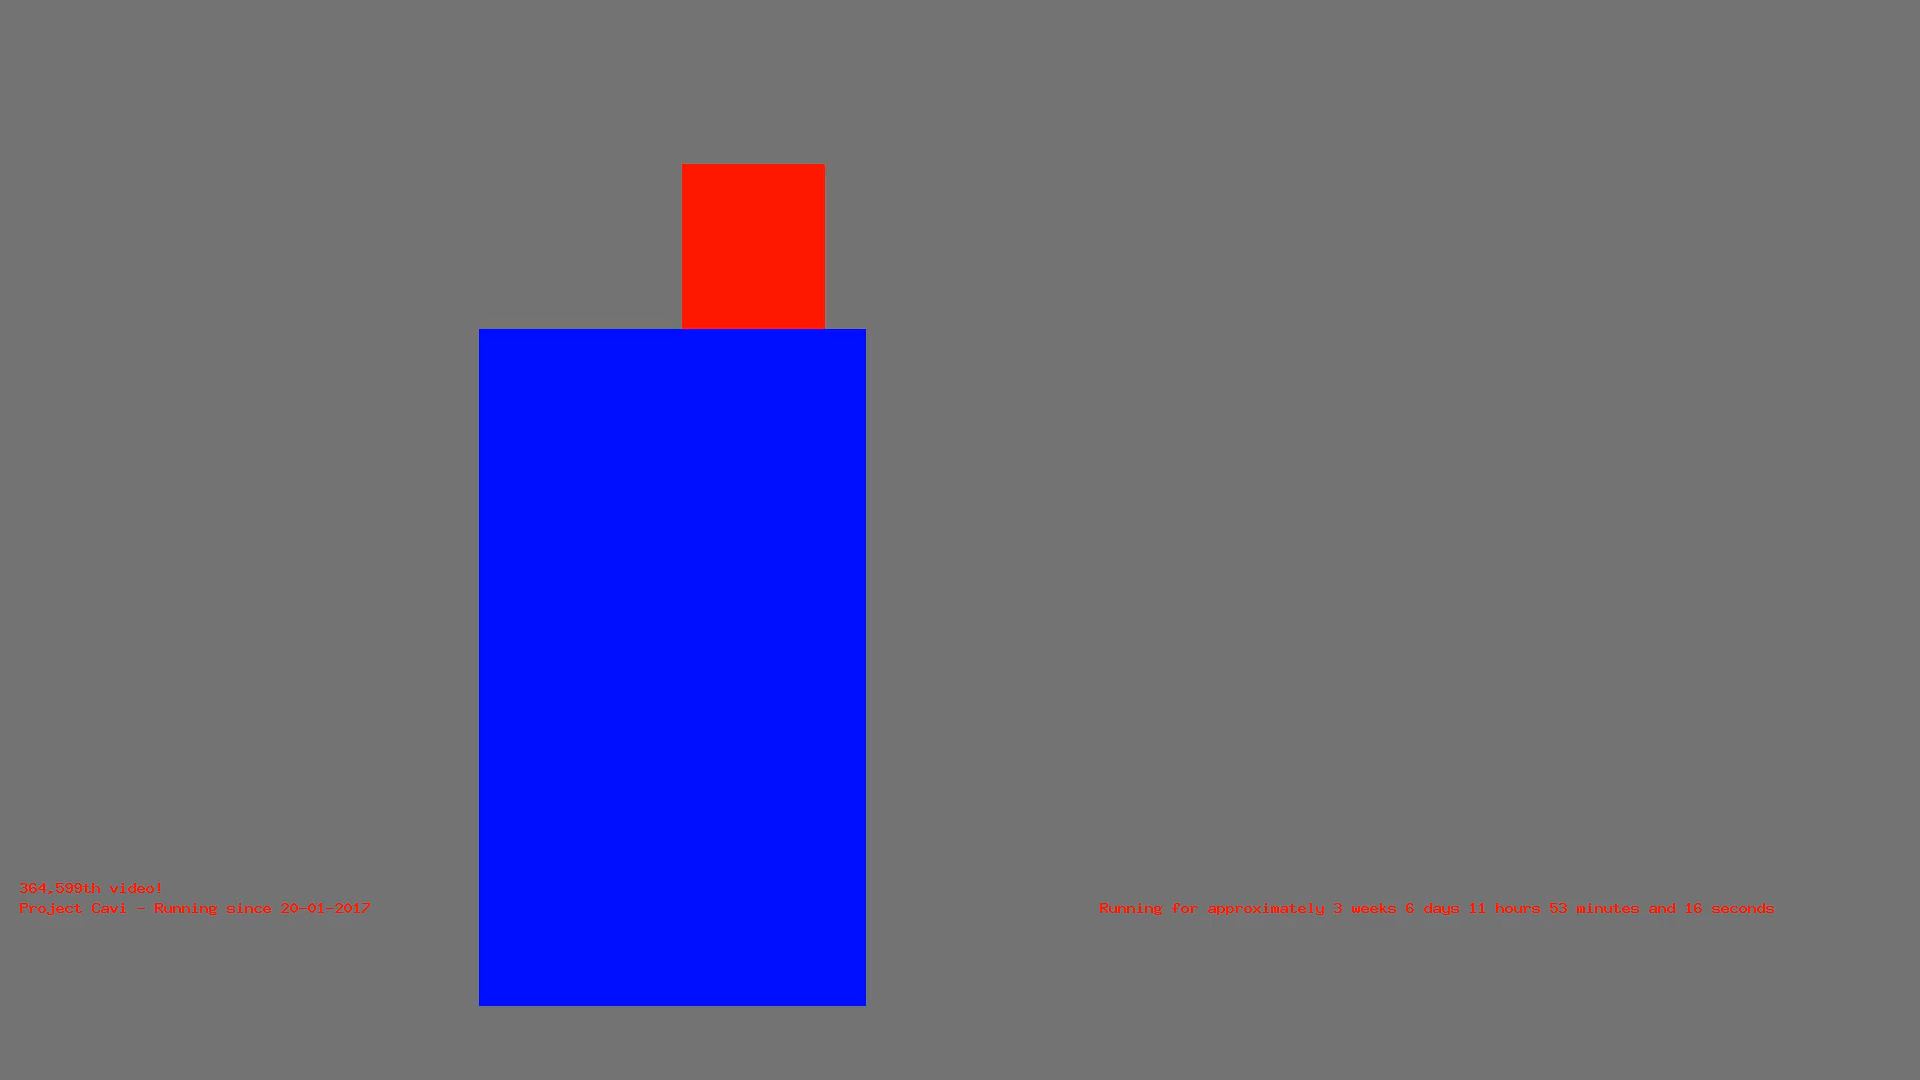 364,599th video!
Project Cavi - Running since 20-01-2017
Running for approximately 3 weeks 6 days 11 hours 53 minutes and 16 seconds